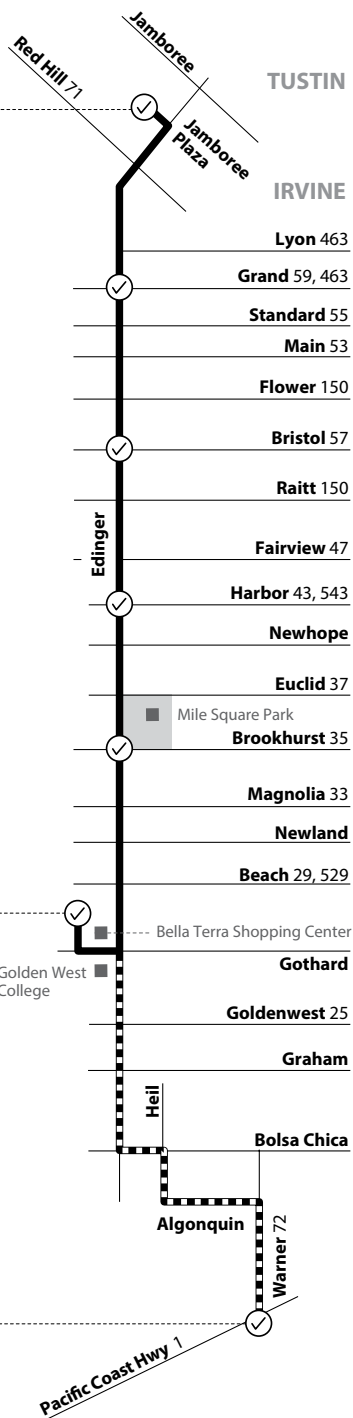 Jamboree
TUSTIN
Red Hill 71
Jamboree
Plaza
IRVINE
Lyon 463
Grand 59, 463
Standard 55
Main 53
Flower 150
Bristol 57
Raitt 150
Edinger
Fairview 47
Harbor 43, 543
Newhope
Euclid 37
Mile Square Park
Brookhurst 35
Magnolia 33
Newland
Beach 29, 529
Bella Terra Shopping Center
Gothard
Golden West
College
Goldenwest 25
Graham
Heil
Bolsa Chica
Algonquin
Warner 72
Pacific Coast Hwy 1